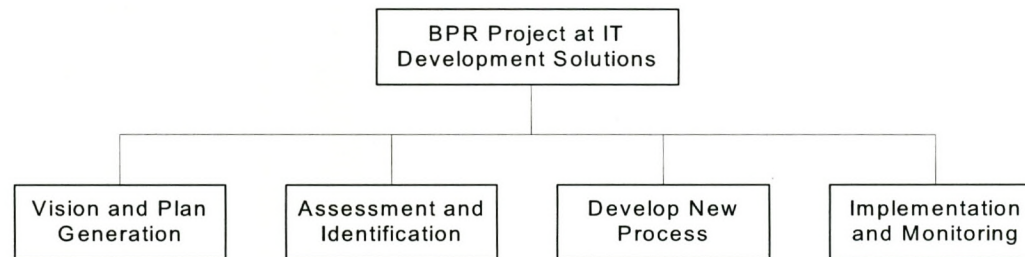 BPR Project at IT
Development Solutions
Vision and Plan
Generation
Assessment and
Identification
Develop New
Process
Implementation
and Monitoring